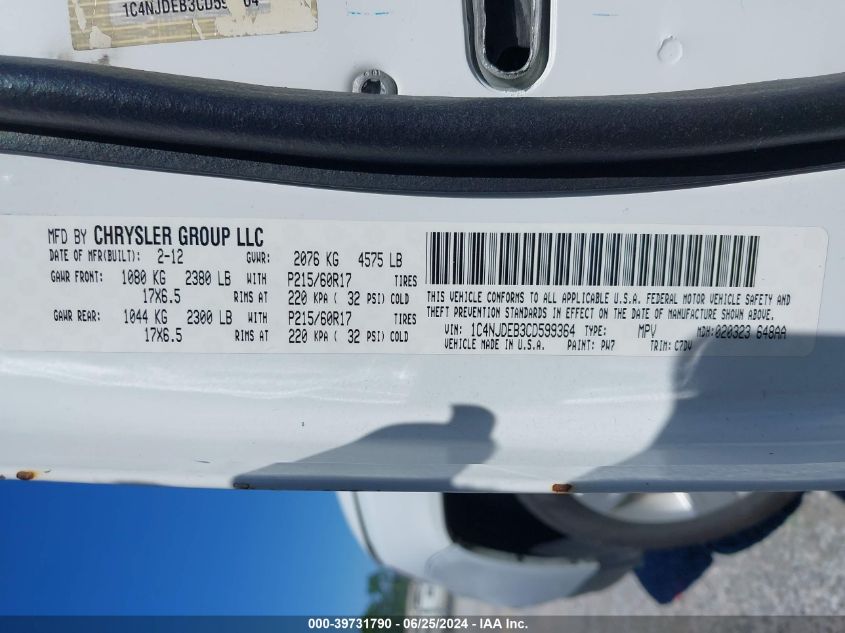 1C4NJDEB3CD59 64
MFD BY CHRYSLER GROUP LLC
DATE OF MFR(BUILT): 2-12 GVWR: 2076 KG 4575 LB
GAWR FRONT: 1080 KG 2380 LB WITH P215/60R17 TIRES
17X6.5 RIMS AT 220 KPA ( 32 PSI) COLD
GAWR REAR: 1044 KG 2300 LB WITH P215/60R17 TIRES
17X6.5 RIMS AT 220 KPA ( 32 PSI) COLD
THIS VEHICLE CONFORMS TO ALL APPLICABLE U.S.A. FEDERAL MOTOR VEHICLE SAFETY AND
THEFT PREVENTION STANDARDS IN EFFECT ON THE DATE OF MANUFACTURE SHOWN ABOVE.
VIN: 1C4NJDEB3CD599364 TYPE: MPV MDH: 020323 648AA
VEHICLE MADE IN U.S.A. PAINT: PW7 TRIM: C7DV
000-39731790 - 06/25/2024 - IAA Inc.